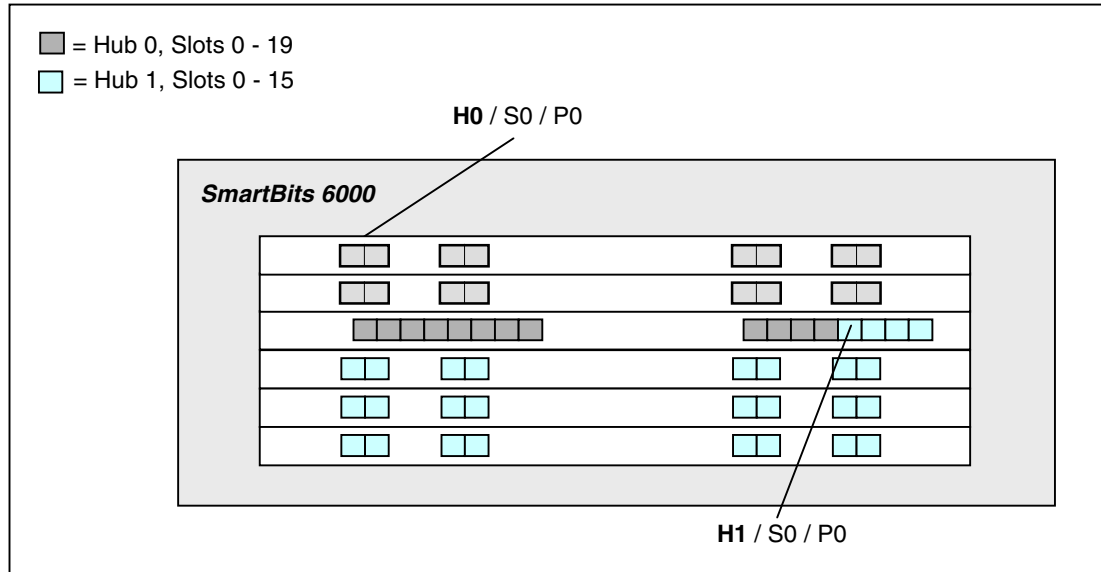 = Hub 0, Slots 0 - 19
= Hub 1, Slots 0 - 15
H0 / S0 / P0
SmartBits 6000
H1 / S0 / P0